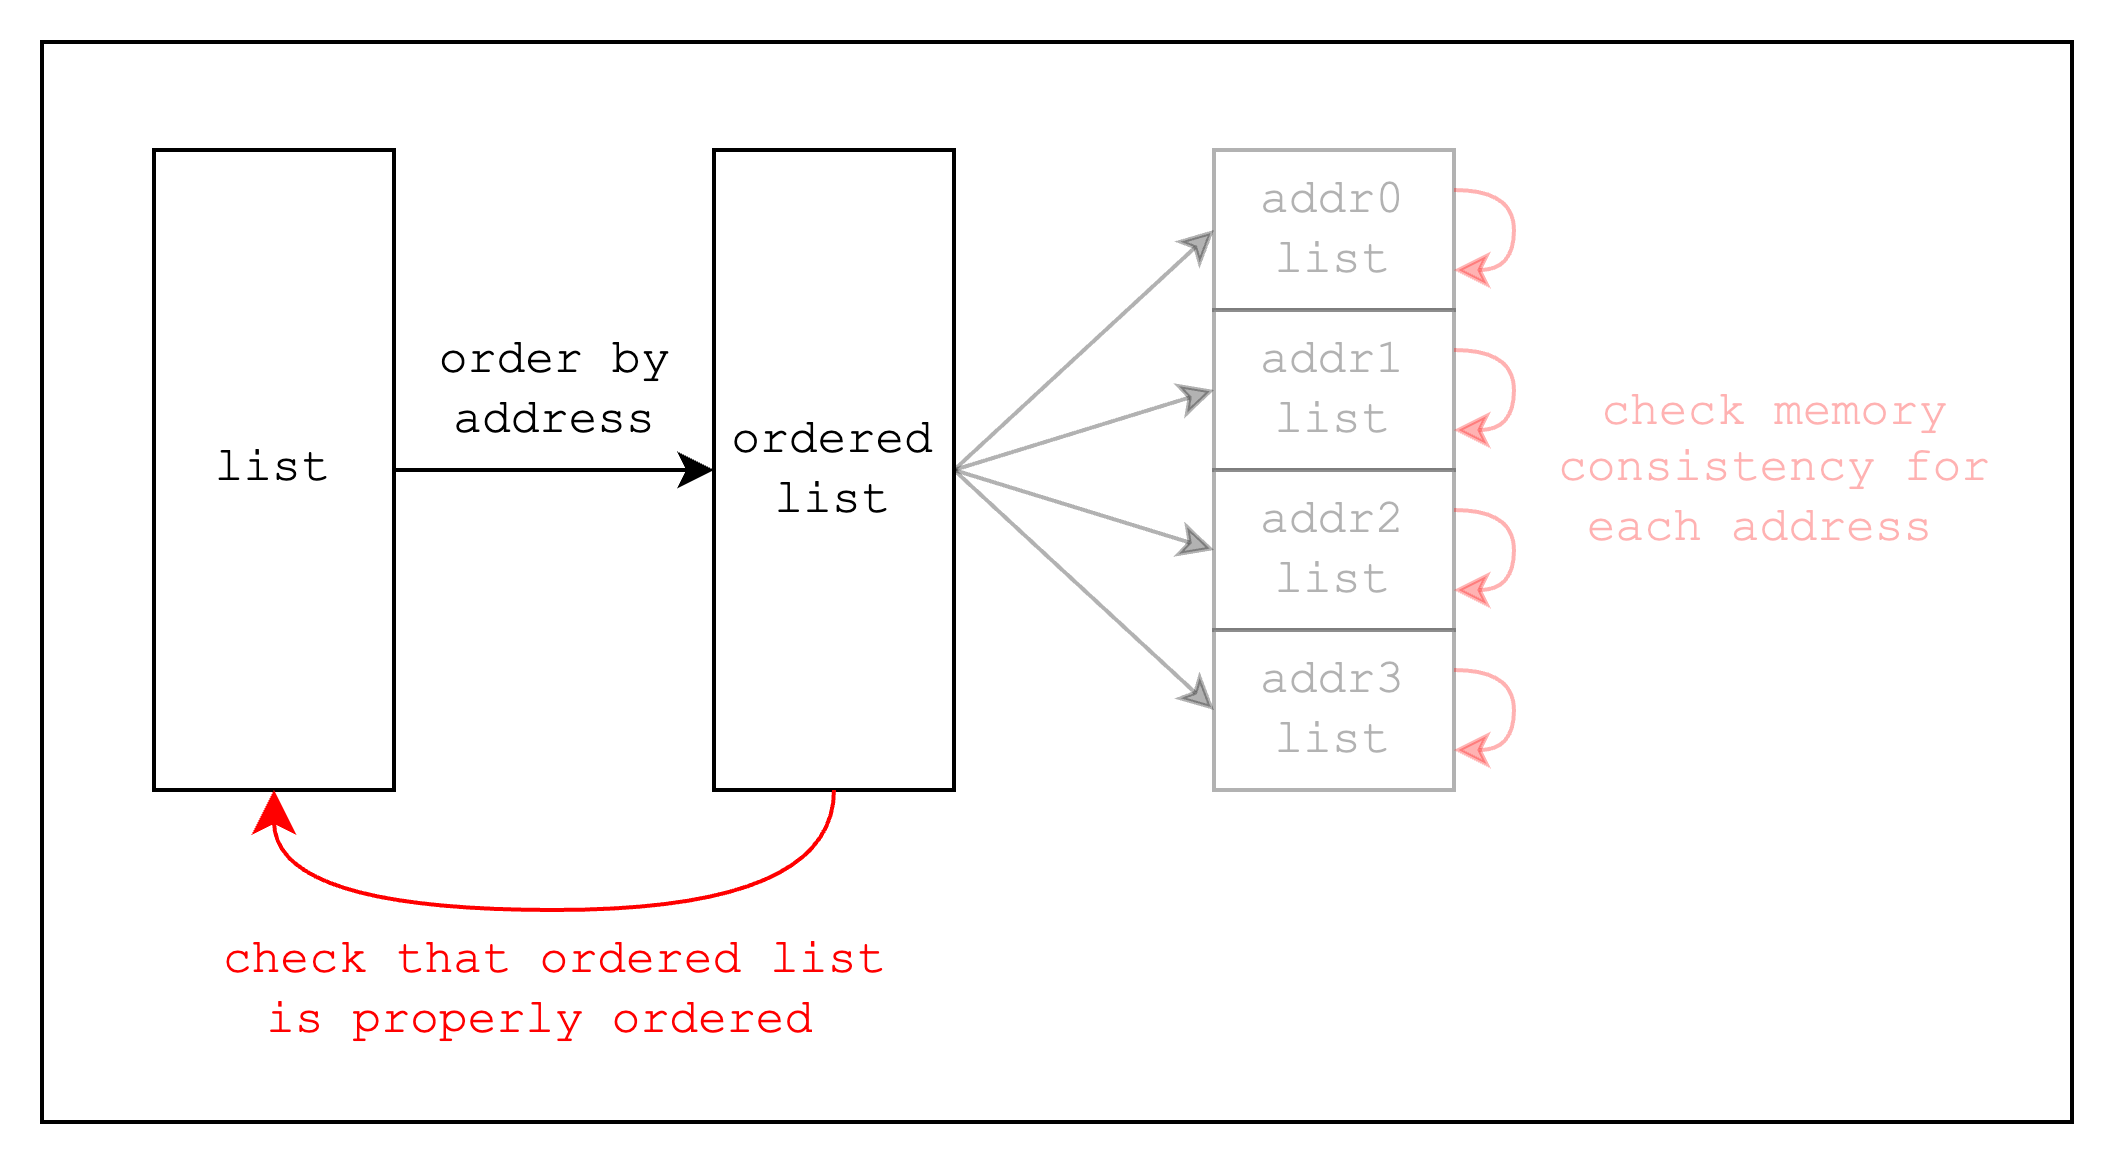 list
order by
address
ordered
list
addr0
list
addr1
list
addr2
list
addr3
list
check memory
consistency for
each address
check that ordered list
is properly ordered